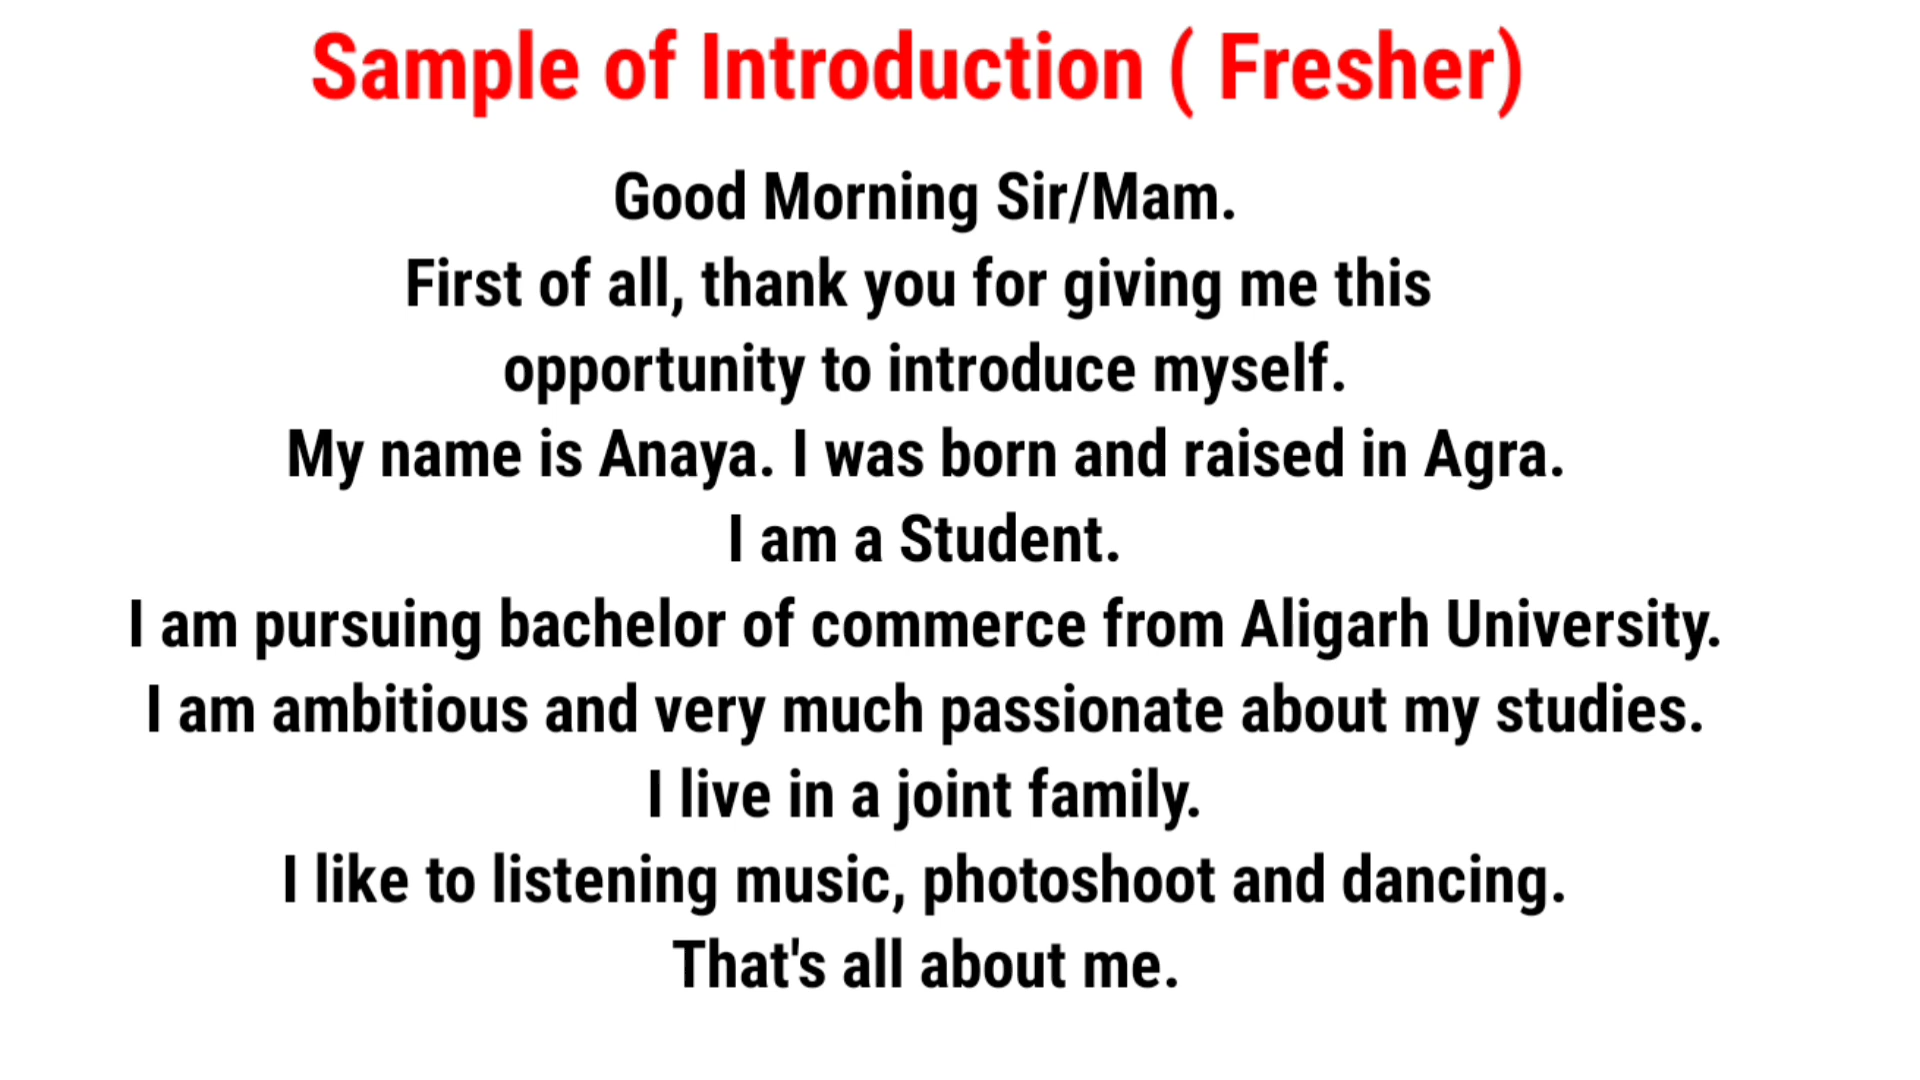 Sample of Introduction ( Fresher)
Good Morning Sir/Mam.
First of all, thank you for giving me this
opportunity to introduce myself.
My name is Anaya. I was born and raised in Agra.
I am a Student.
I am pursuing bachelor of commerce from Aligarh University.
I am ambitious and very much passionate about my studies.
I live in a joint family.
I like to listening music, photoshoot and dancing.
That's all about me.